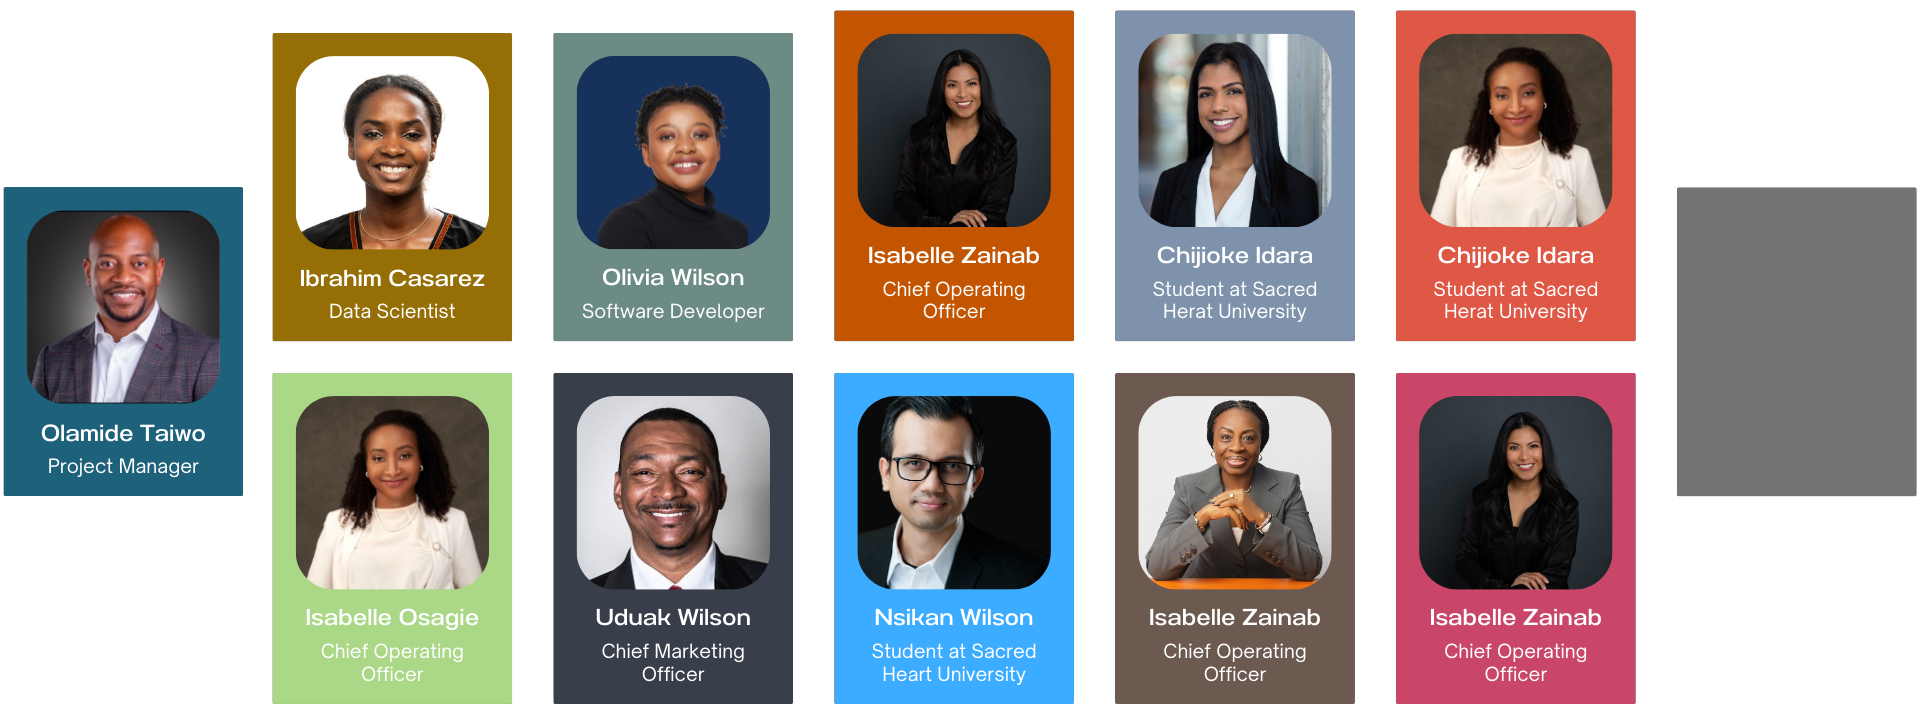 Olamide Taiwo
Project Manager
Ibrahim Casarez
Data Scientist
Olivia Wilson
Software Developer
Isabelle Zainab
Chief Operating
Officer
Chijioke Idara
Student at Sacred
Herat University
Chijioke Idara
Student at Sacred
Herat University
Isabelle Osagie
Chief Operating
Officer
Uduak Wilson
Chief Marketing
Officer
Nsikan Wilson
Student at Sacred
Heart University
Isabelle Zainab
Chief Operating
Officer
Isabelle Zainab
Chief Operating
Officer